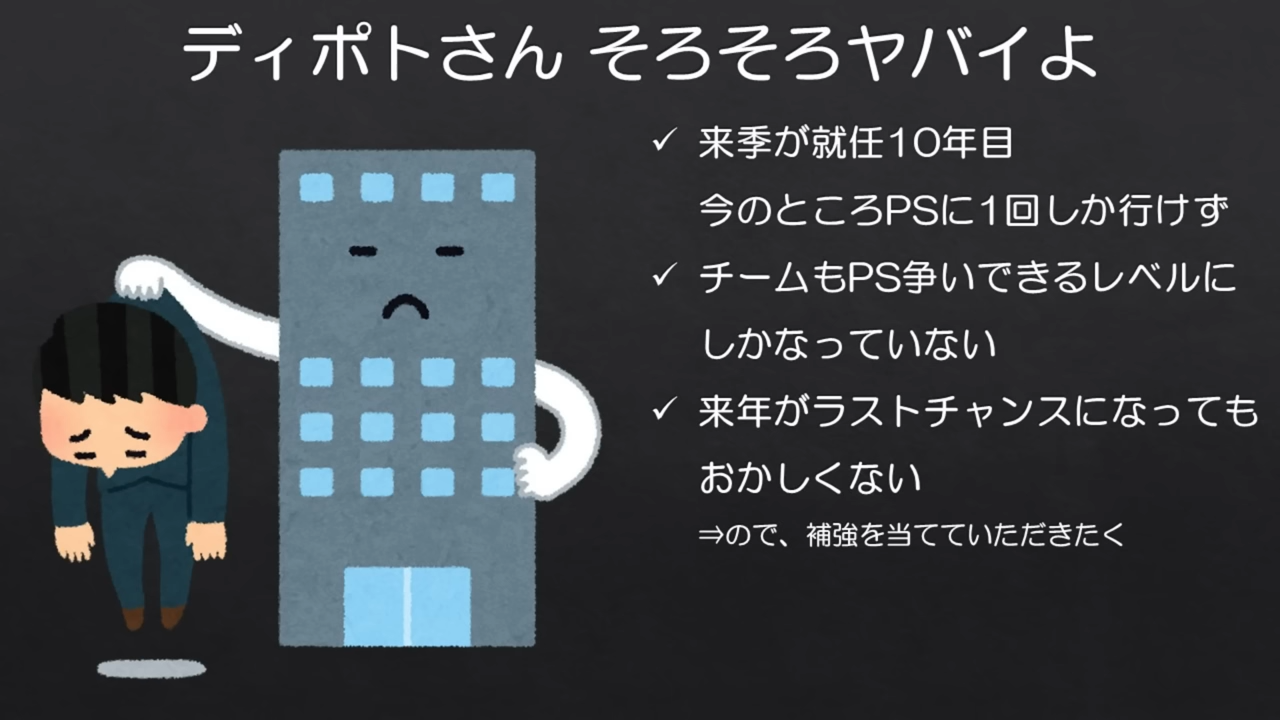 ディポトさん そろそろヤバイよ
✓ 来季が就任10年目
今のところPSに1回しか行けず
✓ チームもPS争いできるレベルに
しかなっていない
✓ 来年がラストチャンスになっても
おかしくない
⇒ので、補強を当てていただきたく